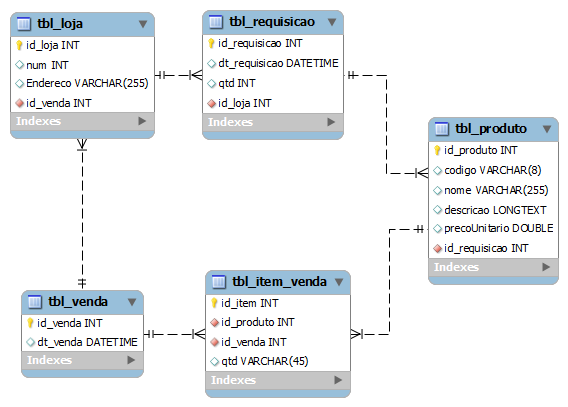 tbl_loja
id_loja INT
num INT
Endereco VARCHAR(255)
id_venda INT
Indexes
tbl_requisicao
id_requisicao INT
dt_requisicao DATETIME
qtd INT
id_loja INT
Indexes
tbl_produto
id_produto INT
codigo VARCHAR(8)
nome VARCHAR(255)
descricao LONGTEXT
precoUnitario DOUBLE
id_requisicao INT
Indexes
tbl_venda
id_venda INT
dt_venda DATETIME
Indexes
tbl_item_venda
id_item INT
id_produto INT
id_venda INT
qtd VARCHAR(45)
Indexes